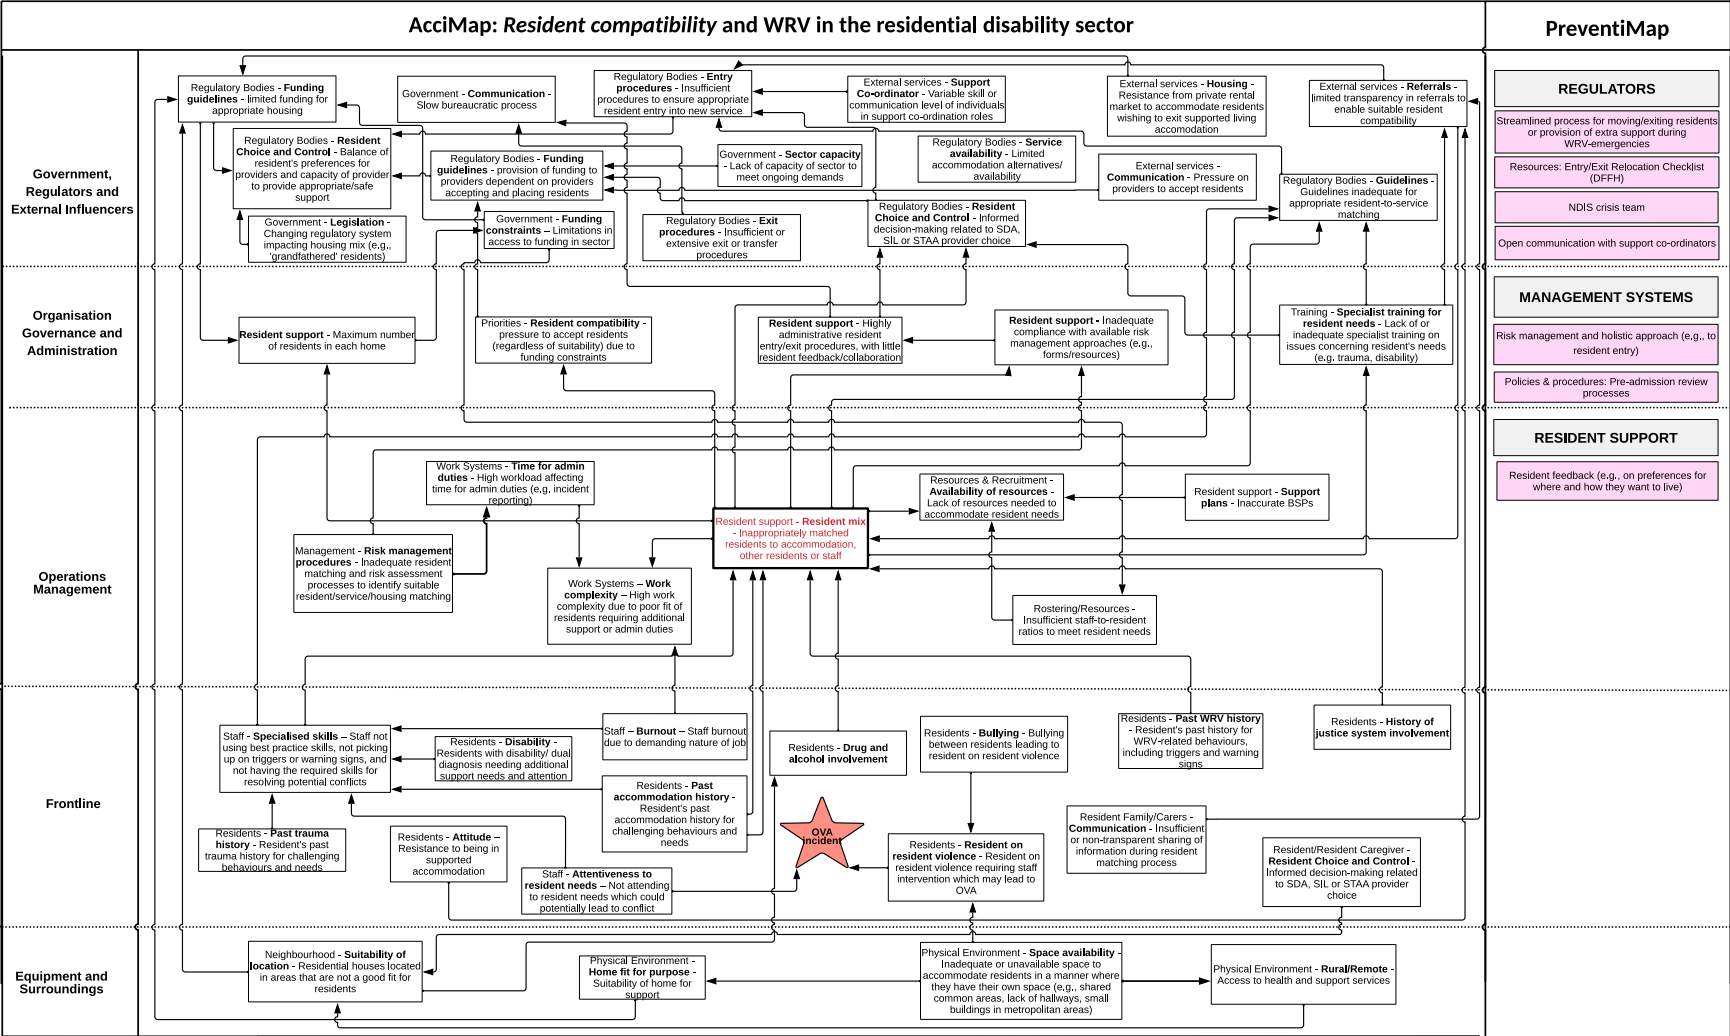 AcciMap: Resident compatibility and WRV in the residential disability sector
PreventiMap
Government,
Regulators and
External Influencers
Regulatory Bodies - Funding
guidelines - limited funding for
appropriate housing
Government - Communication -
Slow bureaucratic process
Regulatory Bodies - Entry
procedures - Insufficient
procedures to ensure appropriate
resident entry into new service
External services - Support
Co-ordinator - Variable skill or
communication level of individuals
in support co-ordination roles
External services - Housing -
Resistance from private rental
market to accommodate residents
wishing to exit supported living
accomodation
External services - Referrals -
limited transparency in referrals to
enable suitable resident
compatibility
Regulatory Bodies - Resident
Choice and Control - Balance of
resident's preferences for
providers and capacity of provider
to provide appropriate/safe
support
Regulatory Bodies - Funding
guidelines - provision of funding to
providers dependent on providers
accepting and placing residents
Government - Sector capacity
- Lack of capacity of sector to
meet ongoing demands
Regulatory Bodies - Service
availability - Limited
accommodation alternatives/
availability
External services -
Communication - Pressure on
providers to accept residents
Regulatory Bodies - Guidelines -
Guidelines inadequate for
appropriate resident-to-service
matching
Government - Legislation -
Changing regulatory system
impacting housing mix (e.g.,
'grandfathered' residents)
Government - Funding
constraints – Limitations in
access to funding in sector
Regulatory Bodies - Exit
procedures - Insufficient or
extensive exit or transfer
procedures
Regulatory Bodies - Resident
Choice and Control - Informed
decision-making related to SDA,
SIL or STAA provider choice
Organisation
Governance and
Administration
Resident support - Maximum number
of residents in each home
Priorities - Resident compatibility -
pressure to accept residents
(regardless of suitability) due to
funding constraints
Resident support - Highly
administrative resident
entry/exit procedures, with little
resident feedback/collaboration
Resident support - Inadequate
compliance with available risk
management approaches (e.g.,
forms/resources)
Training - Specialist training for
resident needs - Lack of or
inadequate specialist training on
issues concerning resident's needs
(e.g. trauma, disability)
Operations
Management
Work Systems - Time for admin
duties - High workload affecting
time for admin duties (e.g, incident
reporting)
Management - Risk management
procedures - Inadequate resident
matching and risk assessment
processes to identify suitable
resident/service/housing matching
Work Systems – Work
complexity – High work
complexity due to poor fit of
residents requiring additional
support or admin duties
Resident support - Resident mix
- Inappropriately matched
residents to accommodation,
other residents or staff
Resources & Recruitment -
Availability of resources -
Lack of resources needed to
accommodate resident needs
Resident support - Support
plans - Inaccurate BSPs
Rostering/Resources -
Insufficient staff-to-resident
ratios to meet resident needs
Frontline
Staff - Specialised skills – Staff not
using best practice skills, not picking
up on triggers or warning signs, and
not having the required skills for
resolving potential conflicts
Residents - Disability -
Residents with disability/ dual
diagnosis needing additional
support needs and attention
Staff – Burnout – Staff burnout
due to demanding nature of job
Residents - Past
accommodation history -
Resident's past
accommodation history for
challenging behaviours and
needs
Residents - Drug and
alcohol involvement
Residents - Bullying - Bullying
between residents leading to
resident on resident violence
Residents - Past WRV history
- Resident's past history for
WRV-related behaviours,
including triggers and warning
signs
Residents - History of
justice system involvement
Residents - Past trauma
history - Resident's past
trauma history for challenging
behaviours and needs
Residents - Attitude –
Resistance to being in
supported
accommodation
Staff - Attentiveness to
resident needs – Not attending
to resident needs which could
potentially lead to conflict
OVA
incident
Residents - Resident on
resident violence - Resident on
resident violence requiring staff
intervention which may lead to
OVA
Resident Family/Carers -
Communication - Insufficient
or non-transparent sharing of
information during resident
matching process
Resident/Resident Caregiver -
Resident Choice and Control -
Informed decision-making related
to SDA, SIL or STAA provider
choice
Equipment and
Surroundings
Neighbourhood - Suitability of
location - Residential houses located
in areas that are not a good fit for
residents
Physical Environment -
Home fit for purpose -
Suitability of home for
support
Physical Environment - Space availability -
Inadequate or unavailable space to
accommodate residents in a manner where
they have their own space (e.g., shared
common areas, lack of hallways, small
buildings in metropolitan areas)
Physical Environment - Rural/Remote -
Access to health and support services
REGULATORS
Streamlined process for moving/exiting residents
or provision of extra support during
WRV-emergencies
Resources: Entry/Exit Relocation Checklist
(DFFH)
NDIS crisis team
Open communication with support co-ordinators
MANAGEMENT SYSTEMS
Risk management and holistic approach (e.g,. to
resident entry)
Policies & procedures: Pre-admission review
processes
RESIDENT SUPPORT
Resident feedback (e.g., on preferences for
where and how they want to live)